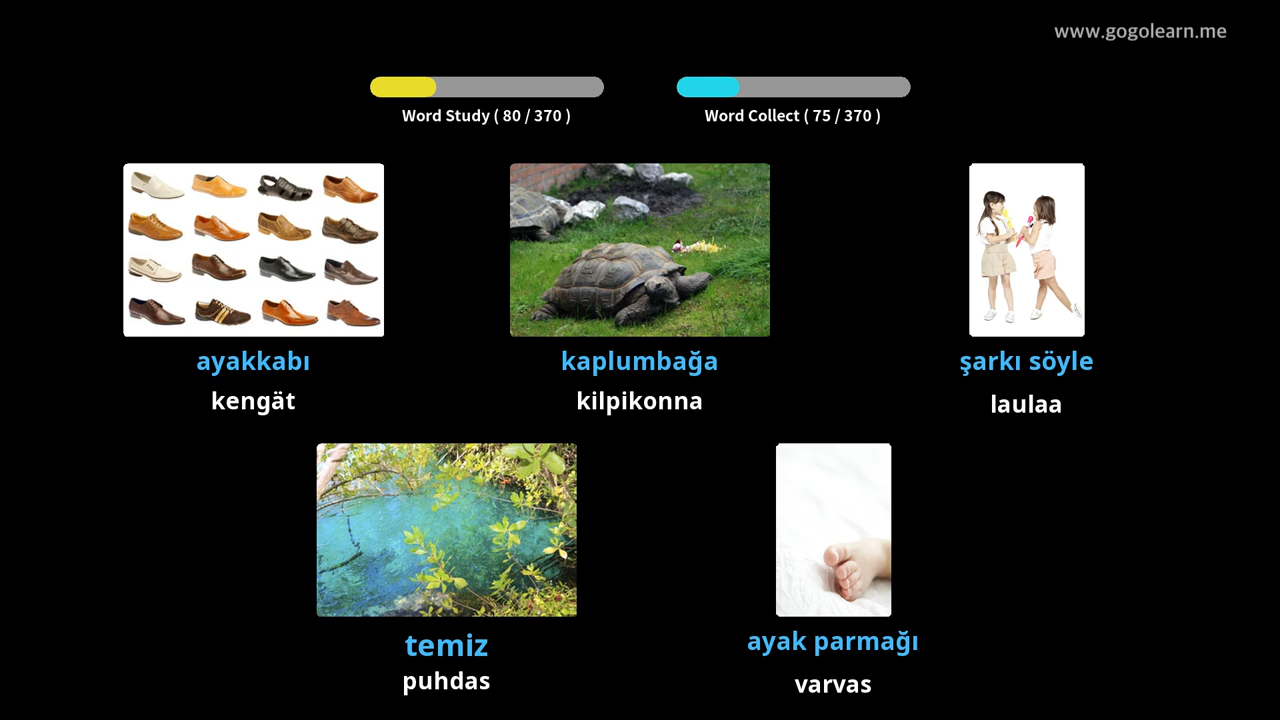 www.gogolearn.me
Word Study ( 80 / 370 )
Word Collect ( 75 / 370 )
ayakkabı
kengät
kaplumbağa
kilpikonna
şarkı söyle
laulaa
temiz
puhdas
ayak parmağı
varvas